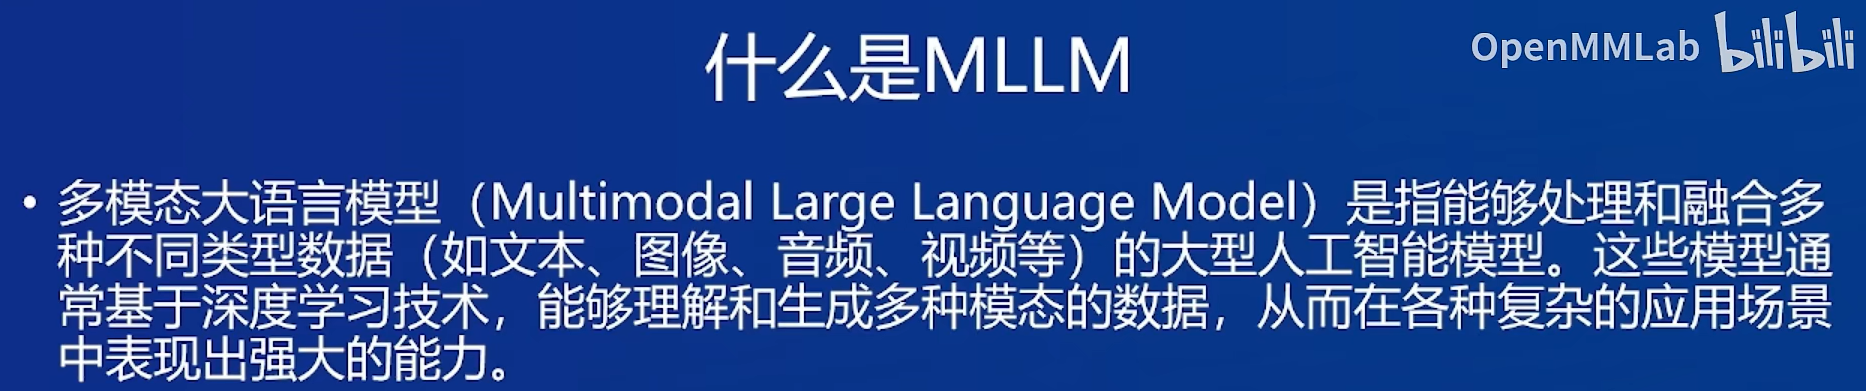 什么是MLLM
OpenMMLab bilibili
• 多模态大语言模型（Multimodal Large Language Model）是指能够处理和融合多
种不同类型数据（如文本、图像、音频、视频等）的大型人工智能模型。这些模型通
常基于深度学习技术，能够理解和生成多种模态的数据，从而在各种复杂的应用场景
中表现出强大的能力。